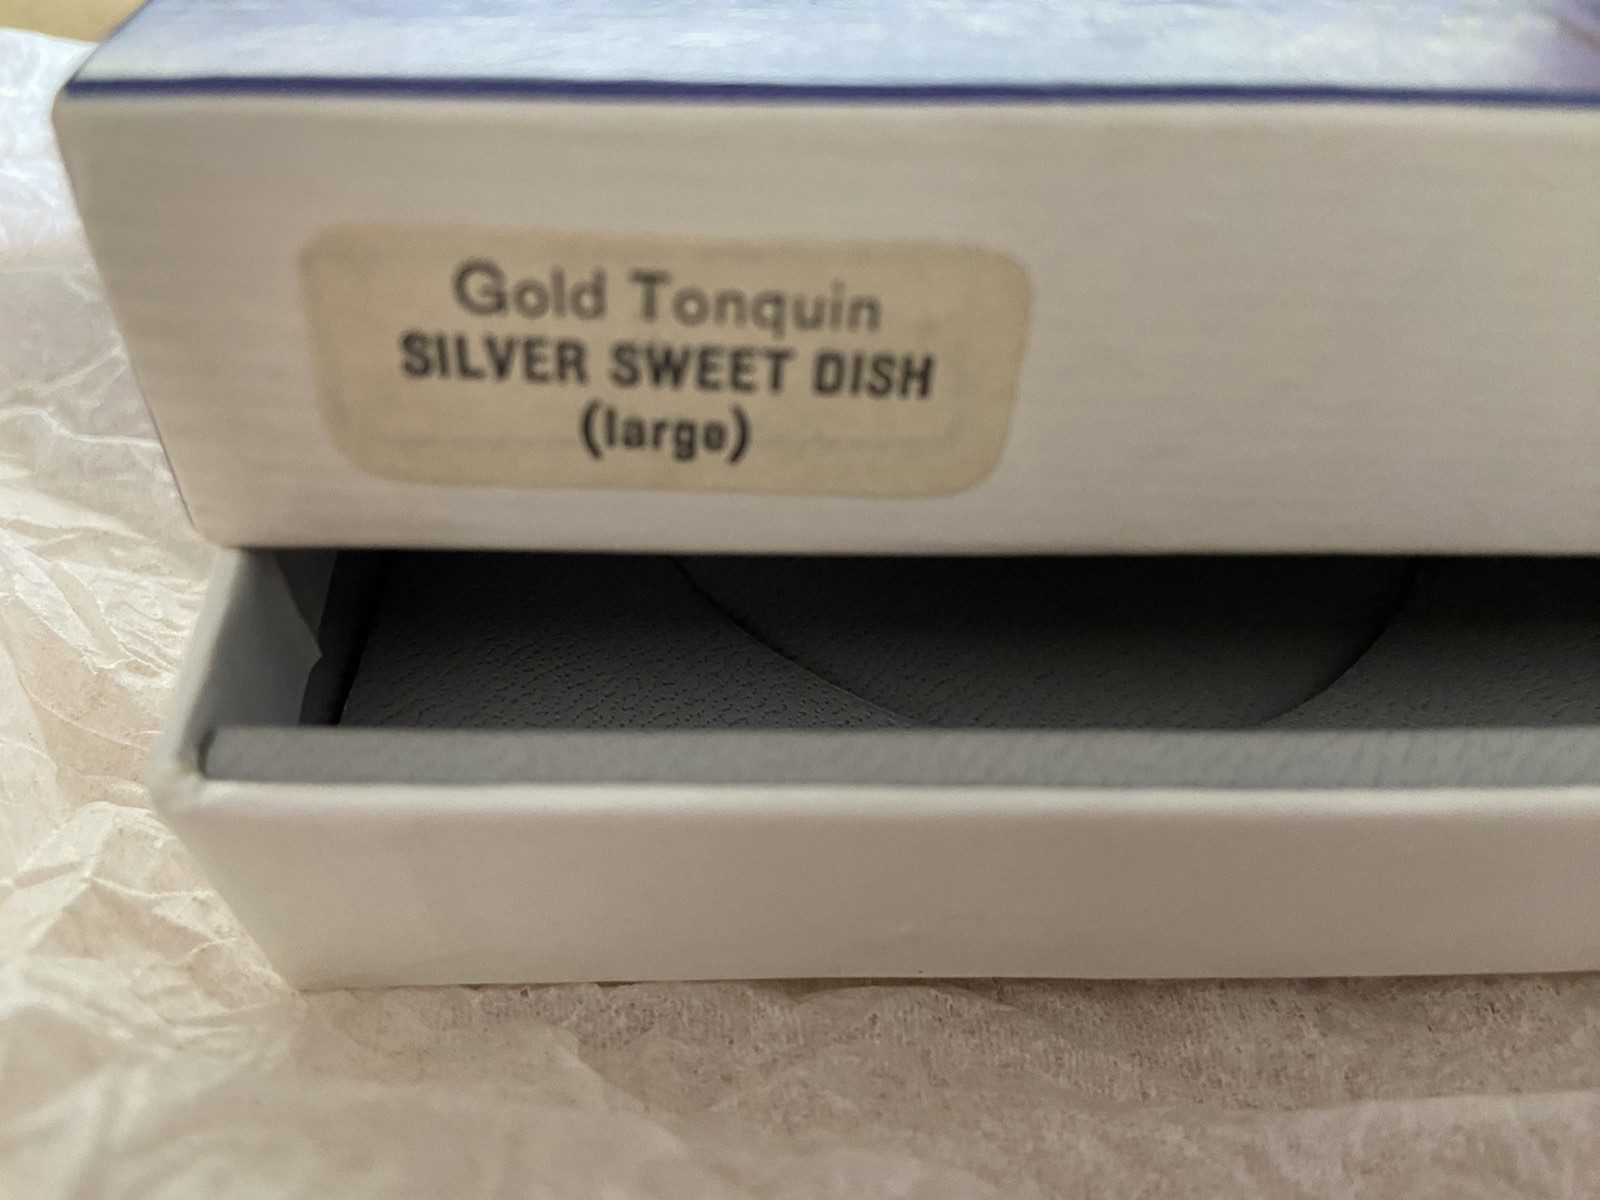 Gold Tonquin
SILVER SWEET DISH
(large)